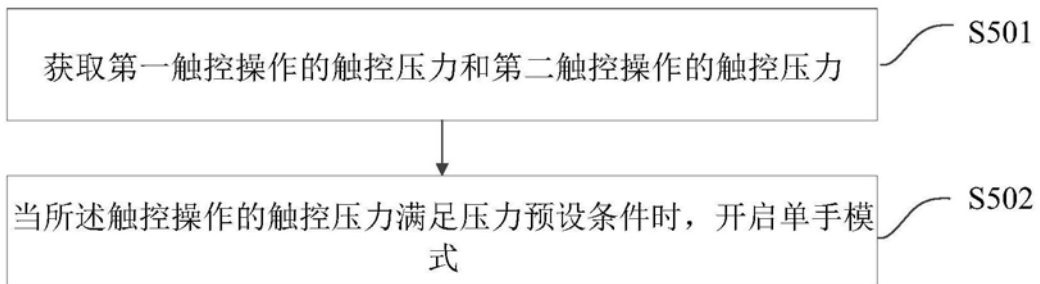 获取第一触控操作的触控压力和第二触控操作的触控压力
S501
当所述触控操作的触控压力满足压力预设条件时，开启单手模
式
S502